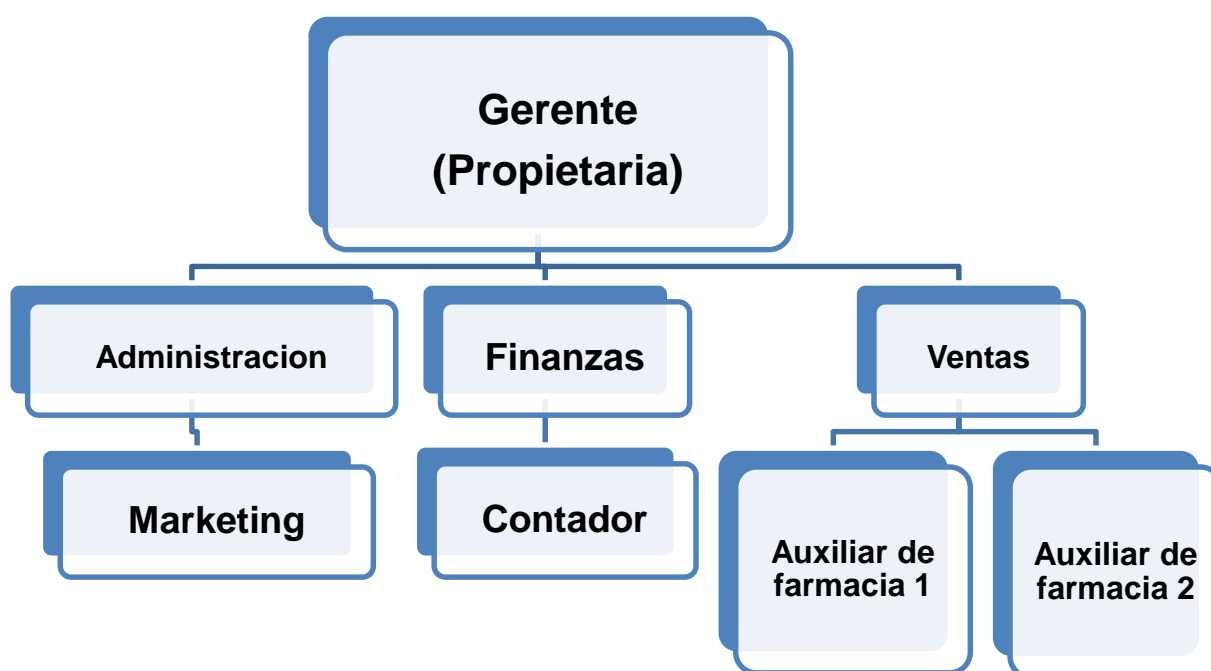 Gerente
(Propietaria)
Administracion
Finanzas
Ventas
Marketing
Contador
Auxiliar de
farmacia 1
Auxiliar de
farmacia 2